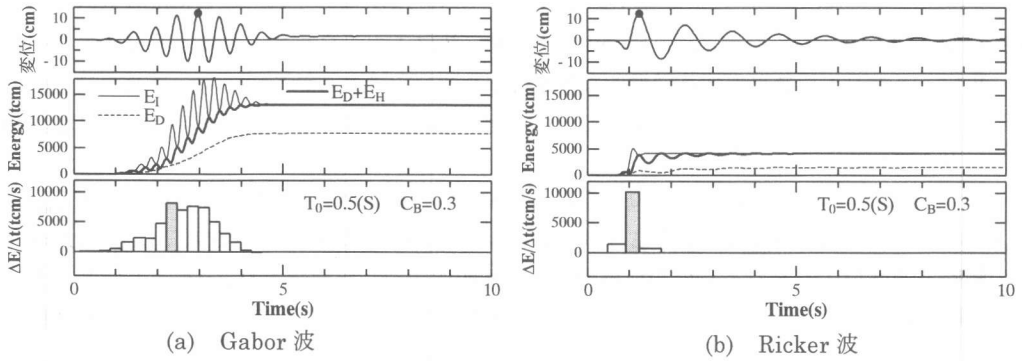 変位(cm)
10
0
- 10
Energy(tcm)
15000
10000
5000
0
E_I
E_D
E_D+E_H
ΔE/Δt(tcm/s)
10000
5000
0
T₀=0.5(S) C_B=0.3
0 5 10
Time(s)
(a) Gabor 波
変位(cm)
10
0
- 10
Energy(tcm)
15000
10000
5000
0
ΔE/Δt(tcm/s)
10000
5000
0
T₀=0.5(S) C_B=0.3
0 5 10
Time(s)
(b) Ricker 波